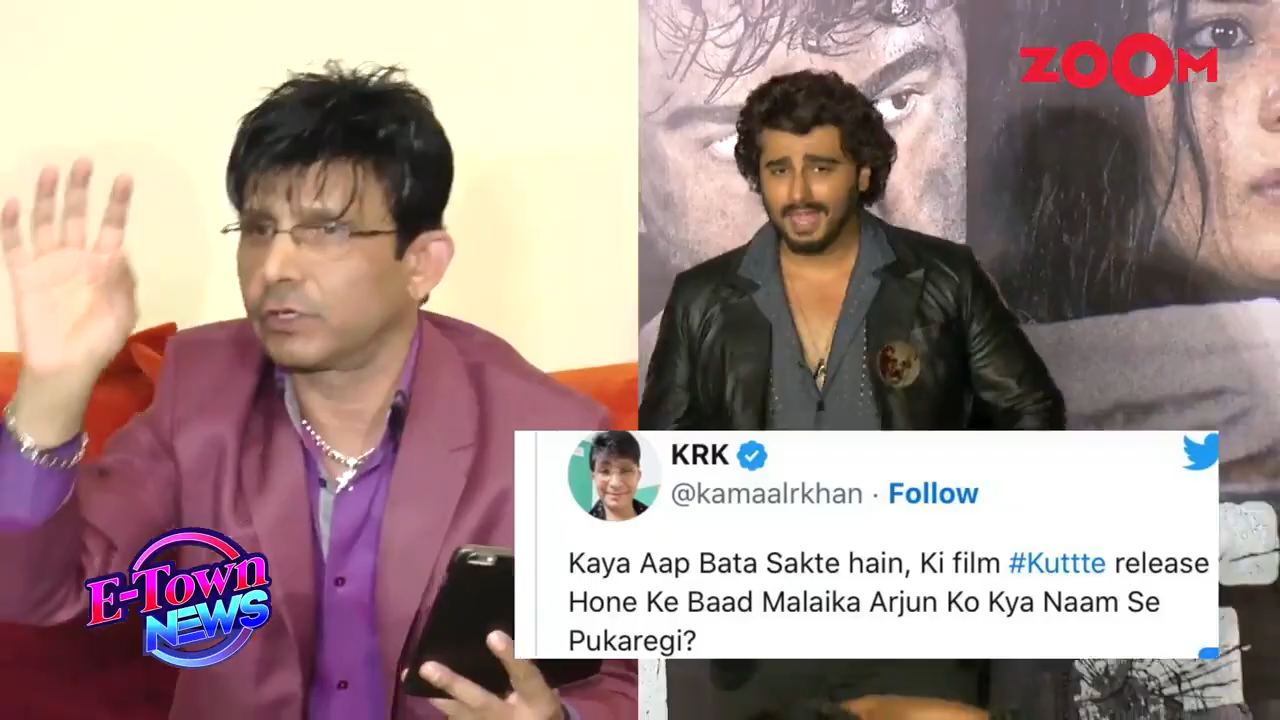 ZOOM
KRK
@kamaalrkhan · Follow
Kaya Aap Bata Sakte hain, Ki film #Kuttte release
Hone Ke Baad Malaika Arjun Ko Kya Naam Se
Pukaregi?
E-TOWN
NEWS